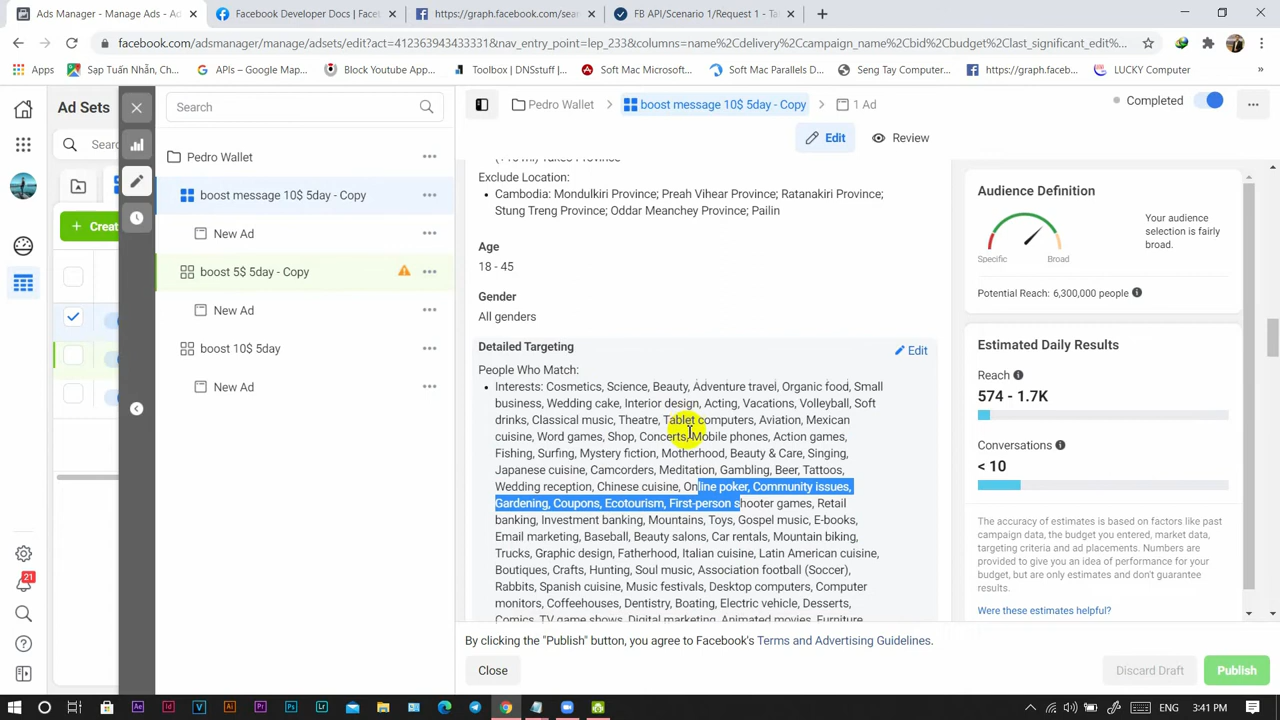 Ads Manager - Manage Ads - Ads
Facebook Developer Docs | Faceb
https://graph.facebook.com/sear
FB API/Scenario 1/Request 1 - Ta
facebook.com/adsmanager/manage/adsets/edit?act=412363943433331&nav_entry_point=lep_233&columns=name%2Cdelivery%2Ccampaign_name%2Cbid%2Cbudget%2Clast_significant_edit%...
Apps
Sạp Tuấn Nhẫn, Ch...
APIs – Google Map...
Block Youtube Amp...
Toolbox | DNSstuff |...
Soft Mac Microsoft...
Soft Mac Parallels D...
Seng Tay Computer...
https://graph.faceb...
LUCKY Computer
Ad Sets
Search
Pedro Wallet
boost message 10$ 5day - Copy
1 Ad
Completed
Edit
Review
Searc
Pedro Wallet
boost message 10$ 5day - Copy
New Ad
boost 5$ 5day - Copy
New Ad
boost 10$ 5day
New Ad
Creat
21
Exclude Location:
Cambodia: Mondulkiri Province; Preah Vihear Province; Ratanakiri Province;
Stung Treng Province; Oddar Meanchey Province; Pailin
Age
18 - 45
Gender
All genders
Detailed Targeting
Edit
People Who Match:
Interests: Cosmetics, Science, Beauty, Adventure travel, Organic food, Small
business, Wedding cake, Interior design, Acting, Vacations, Volleyball, Soft
drinks, Classical music, Theatre, Tablet computers, Aviation, Mexican
cuisine, Word games, Shop, Concerts, Mobile phones, Action games,
Fishing, Surfing, Mystery fiction, Motherhood, Beauty & Care, Singing,
Japanese cuisine, Camcorders, Meditation, Gambling, Beer, Tattoos,
Wedding reception, Chinese cuisine, Online poker, Community issues,
Gardening, Coupons, Ecotourism, First-person shooter games, Retail
banking, Investment banking, Mountains, Toys, Gospel music, E-books,
Email marketing, Baseball, Beauty salons, Car rentals, Mountain biking,
Trucks, Graphic design, Fatherhood, Italian cuisine, Latin American cuisine,
Boutiques, Crafts, Hunting, Soul music, Association football (Soccer),
Rabbits, Spanish cuisine, Music festivals, Desktop computers, Computer
monitors, Coffeehouses, Dentistry, Boating, Electric vehicle, Desserts,
Comics, TV game shows, Digital marketing, Animated movies, Furniture,
Audience Definition
Your audience
selection is fairly
broad.
Specific
Broad
Potential Reach: 6,300,000 people
Estimated Daily Results
Reach
574 - 1.7K
Conversations
< 10
The accuracy of estimates is based on factors like past
campaign data, the budget you entered, market data,
targeting criteria and ad placements. Numbers are
provided to give you an idea of performance for your
budget, but are only estimates and don't guarantee
results.
Were these estimates helpful?
By clicking the "Publish" button, you agree to Facebook's Terms and Advertising Guidelines.
Close
Discard Draft
Publish
3:41 PM